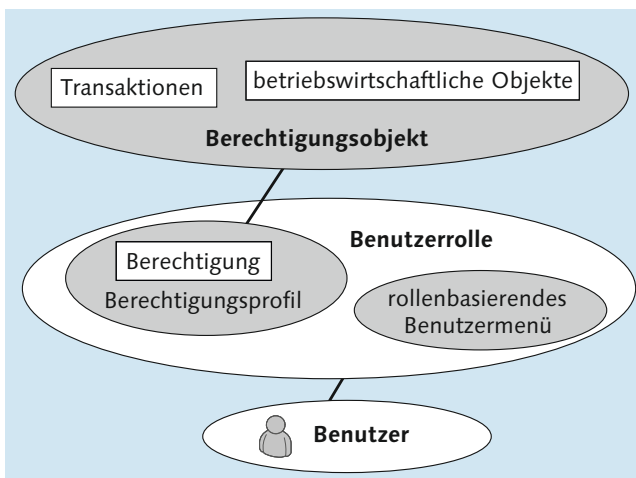 Transaktionen
betriebswirtschaftliche Objekte
Berechtigungsobjekt
Benutzerrolle
Berechtigung
Berechtigungsprofil
rollenbasierendes
Benutzermenü
Benutzer